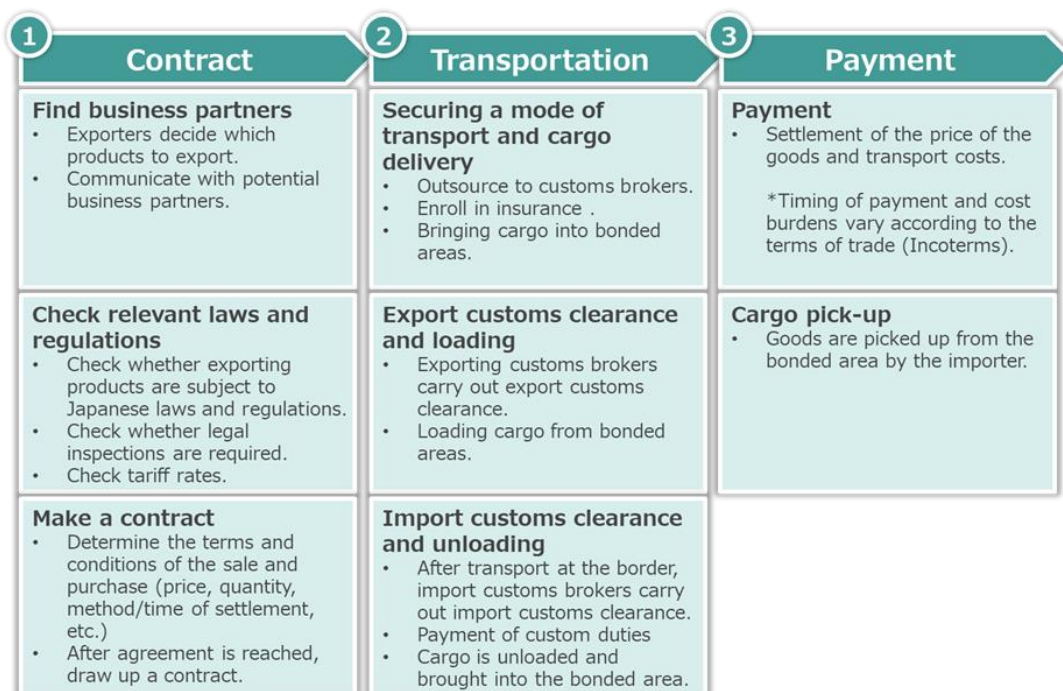 1
Contract
Find business partners
• Exporters decide which
products to export.
• Communicate with potential
business partners.
Check relevant laws and
regulations
• Check whether exporting
products are subject to
Japanese laws and regulations.
• Check whether legal
inspections are required.
• Check tariff rates.
Make a contract
• Determine the terms and
conditions of the sale and
purchase (price, quantity,
method/time of settlement,
etc.)
• After agreement is reached,
draw up a contract.
2
Transportation
Securing a mode of
transport and cargo
delivery
• Outsource to customs brokers.
• Enroll in insurance .
• Bringing cargo into bonded
areas.
Export customs clearance
and loading
• Exporting customs brokers
carry out export customs
clearance.
• Loading cargo from bonded
areas.
Import customs clearance
and unloading
• After transport at the border,
import customs brokers carry
out import customs clearance.
• Payment of custom duties
• Cargo is unloaded and
brought into the bonded area.
3
Payment
Payment
• Settlement of the price of the
goods and transport costs.
*Timing of payment and cost
burdens vary according to the
terms of trade (Incoterms).
Cargo pick-up
• Goods are picked up from the
bonded area by the importer.